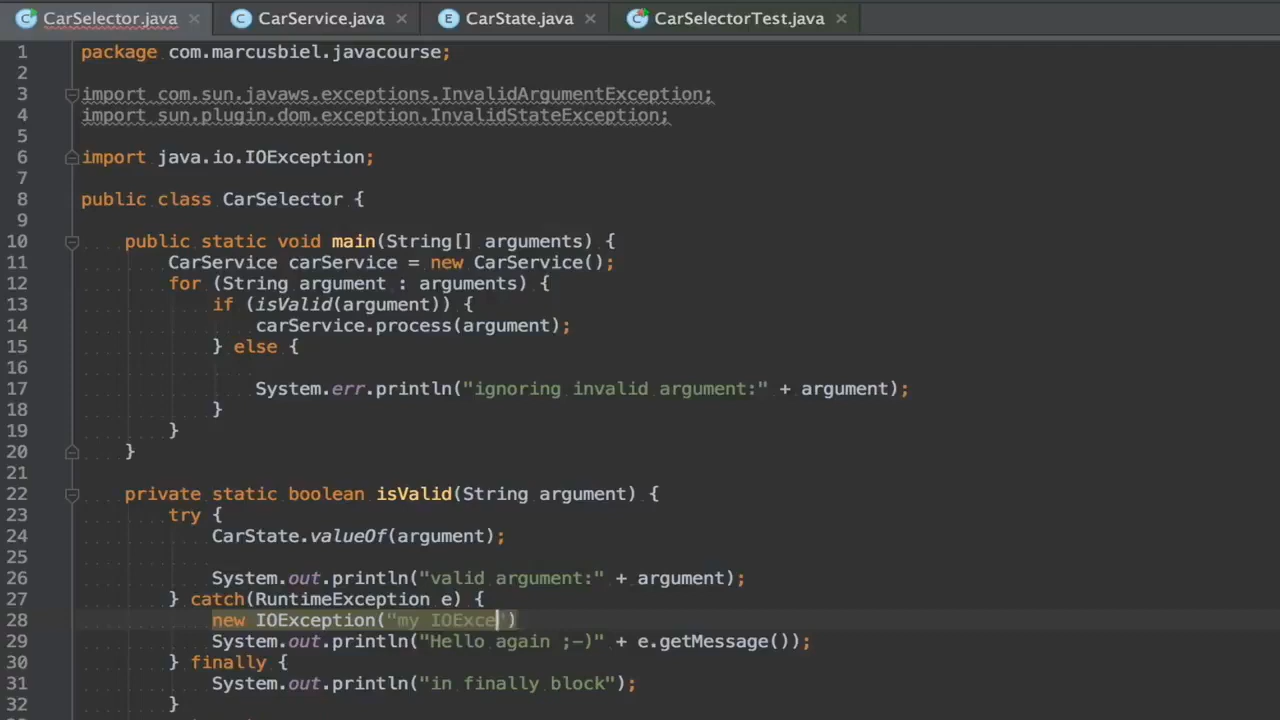 CarSelector.java CarService.java CarState.java CarSelectorTest.java
1 package com.marcusbiel.javacourse;
2
3 import com.sun.javaws.exceptions.InvalidArgumentException;
4 import sun.plugin.dom.exception.InvalidStateException;
5
6 import java.io.IOException;
7
8 public class CarSelector {
9
10 public static void main(String[] arguments) {
11 CarService carService = new CarService();
12 for (String argument : arguments) {
13 if (isValid(argument)) {
14 carService.process(argument);
15 } else {
16
17 System.err.println("ignoring invalid argument:" + argument);
18 }
19 }
20 }
21
22 private static boolean isValid(String argument) {
23 try {
24 CarState.valueOf(argument);
25
26 System.out.println("valid argument:" + argument);
27 } catch(RuntimeException e) {
28 new IOException("my IOExce")
29 System.out.println("Hello again ;-)" + e.getMessage());
30 } finally {
31 System.out.println("in finally block");
32 }